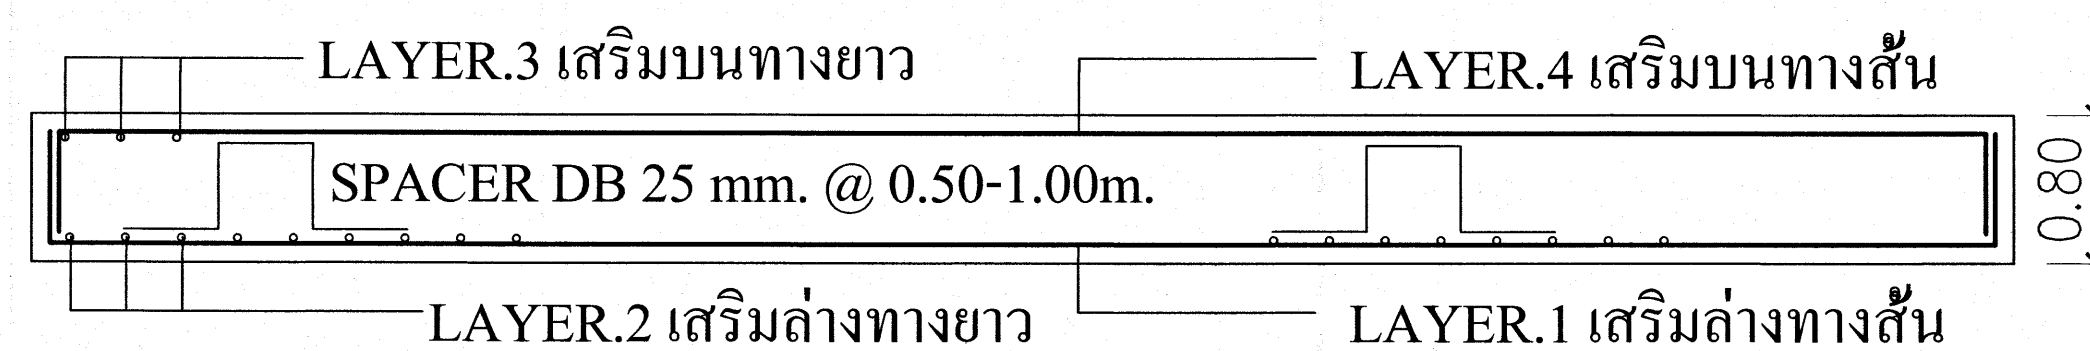 LAYER.3 เสริมบนทางยาว
LAYER.4 เสริมบนทางสั้น
SPACER DB 25 mm. @ 0.50-1.00m.
0.80
LAYER.2 เสริมล่างทางยาว
LAYER.1 เสริมล่างทางสั้น